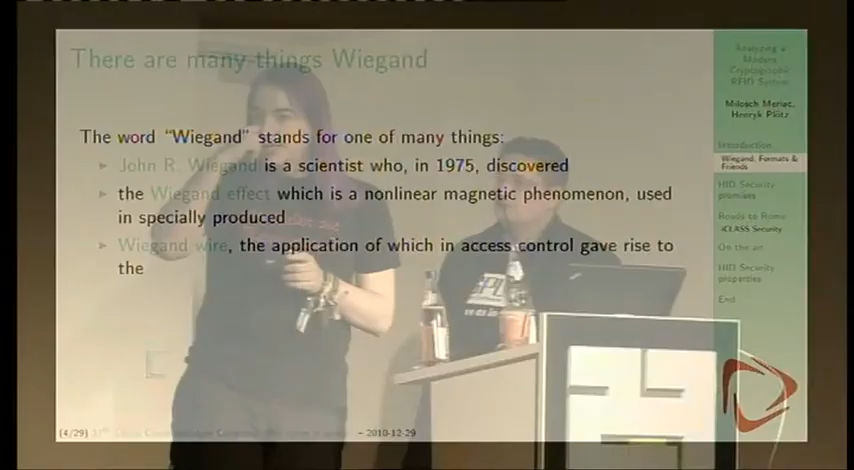 There are many things Wiegand
The word "Wiegand" stands for one of many things:
John R. Wiegand is a scientist who, in 1975, discovered
the Wiegand effect which is a nonlinear magnetic phenomenon, used
in specially produced
Wiegand wire, the application of which in access control gave rise to
the
Analyzing a
Modern
Cryptographic
RFID System
Milosch Meriac,
Henryk Plötz
Introduction
Wiegand, Formats &
Friends
HID Security
premises
Roads to Rome
iCLASS Security
On the air
HID Security
properties
End
(4/29)
– 2010-12-29